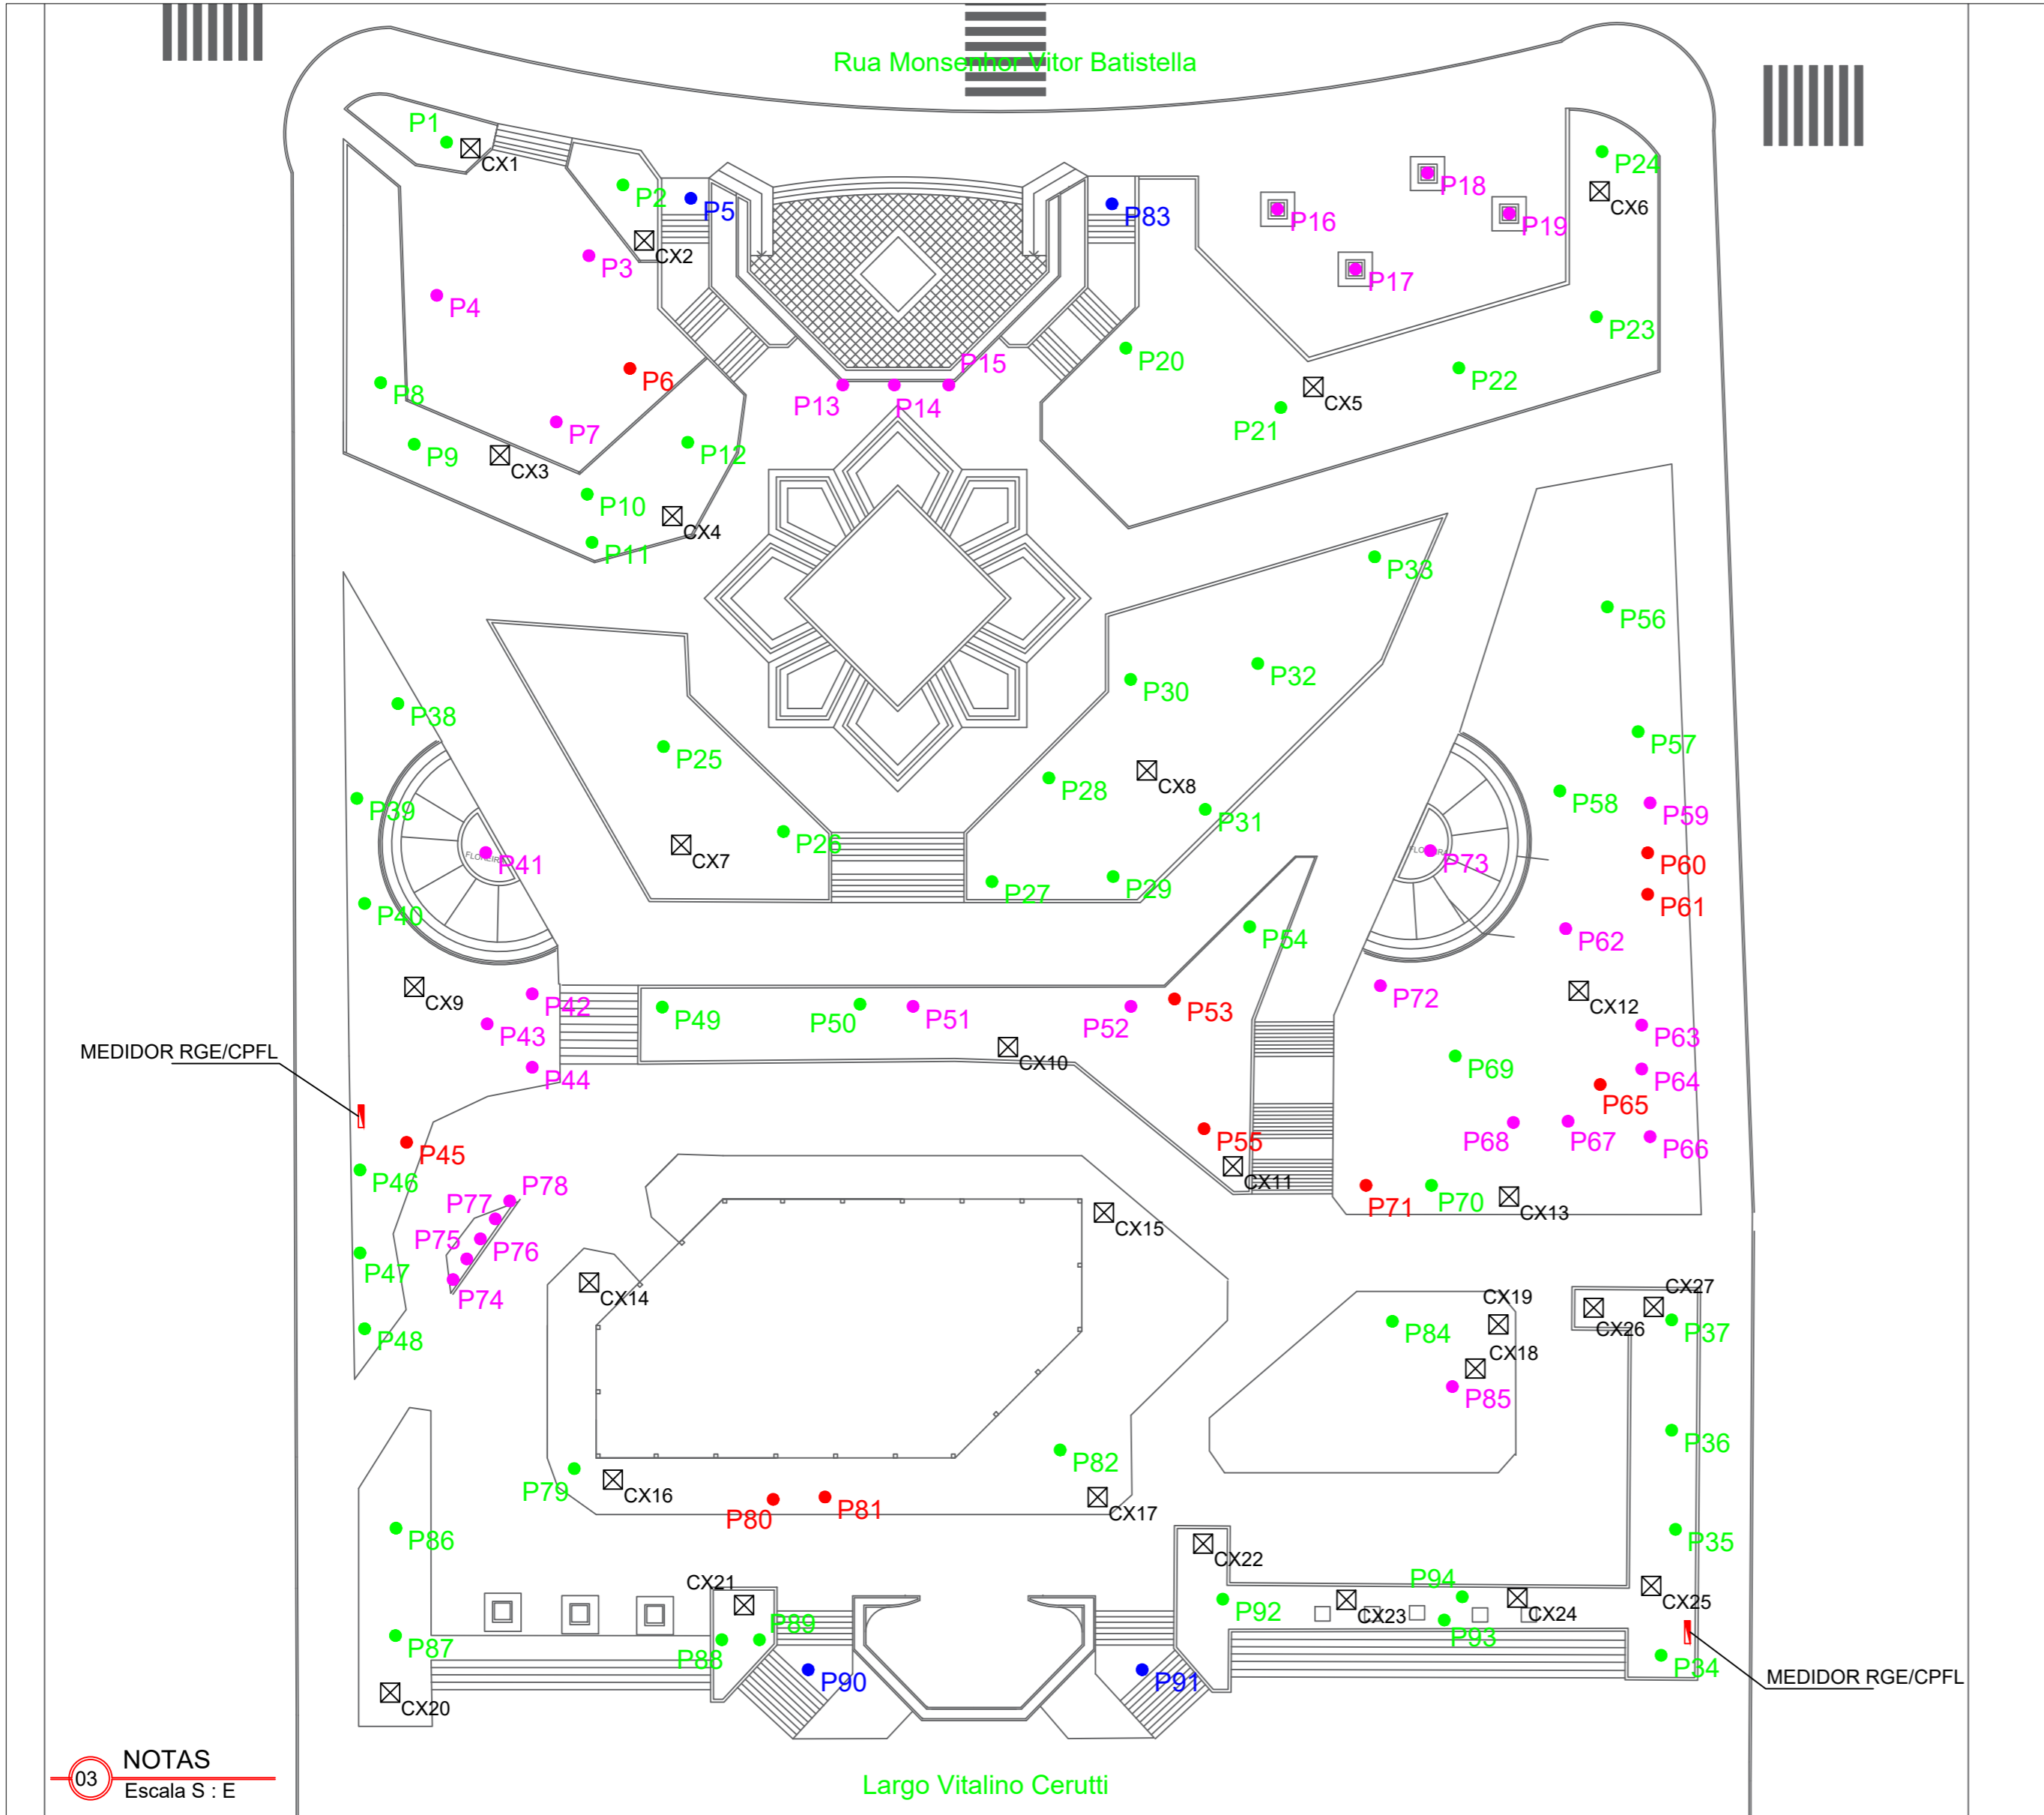 Rua Monsenhor Vitor Batistella
P1
CX1
P2
P5
CX2
P3
P4
P83
P16
P18
P19
P17
P24
CX6
P23
P6
P8
P7
P9
CX3
P12
P10
CX4
P11
P15
P13
P14
P20
P22
CX5
P21
P33
P56
P32
P30
P38
P25
P57
P28
CX8
P58
P59
P39
P31
P26
CX7
FLOREIRA
P41
FLOREIRA
P73
P60
P27
P29
P61
P40
P54
P62
CX9
P42
P72
CX12
P49
P50
P51
P52
P53
P43
P63
MEDIDOR RGE/CPFL
CX10
P44
P69
P64
P65
P55
P68
P67
P66
P45
P46
CX11
P71
P70
CX13
P78
P77
CX15
P75
P76
P47
P74
CX14
CX27
CX19
CX26
P37
P48
P84
CX18
P85
P36
P82
P79
CX16
CX17
P80
P81
P86
P35
CX22
CX21
P94
CX25
P92
CX23
CX24
P93
P87
P89
P88
P34
P90
P91
MEDIDOR RGE/CPFL
CX20
NOTAS
03
Escala S : E
Largo Vitalino Cerutti